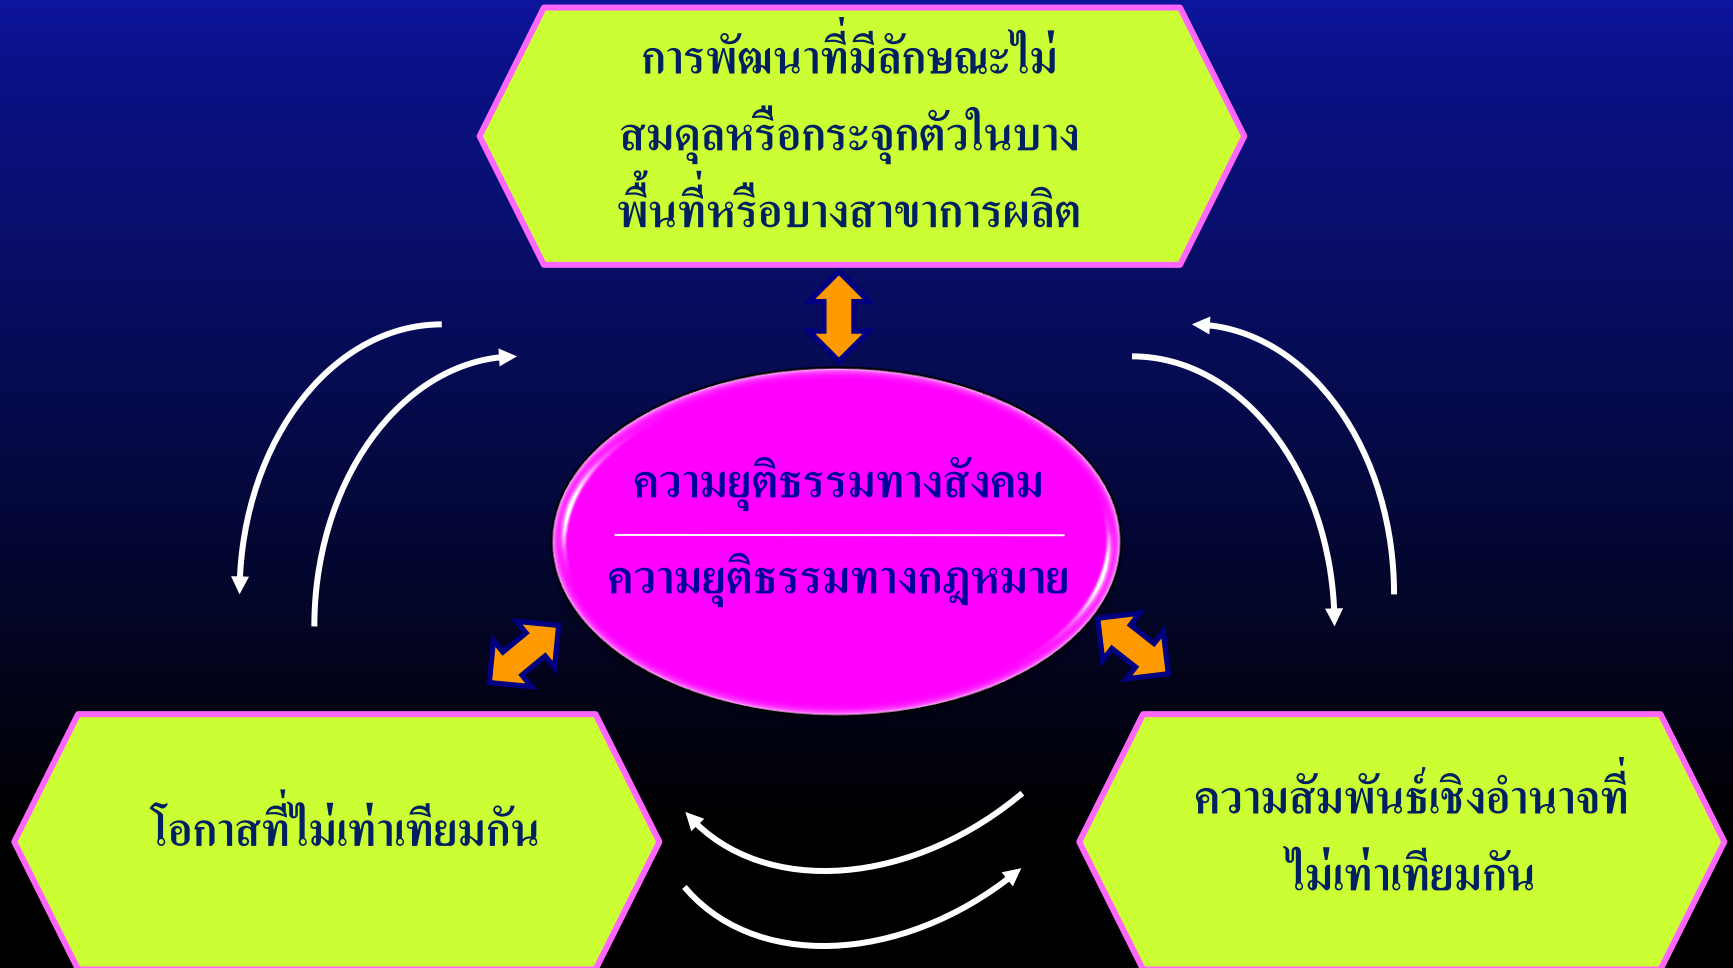 การพัฒนาที่มีลักษณะไม่
สมดุลหรือกระจุกตัวในบาง
พื้นที่หรือบางสาขาการผลิต
ความยุติธรรมทางสังคม
ความยุติธรรมทางกฎหมาย
โอกาสที่ไม่เท่าเทียมกัน
ความสัมพันธ์เชิงอำนาจที่
ไม่เท่าเทียมกัน